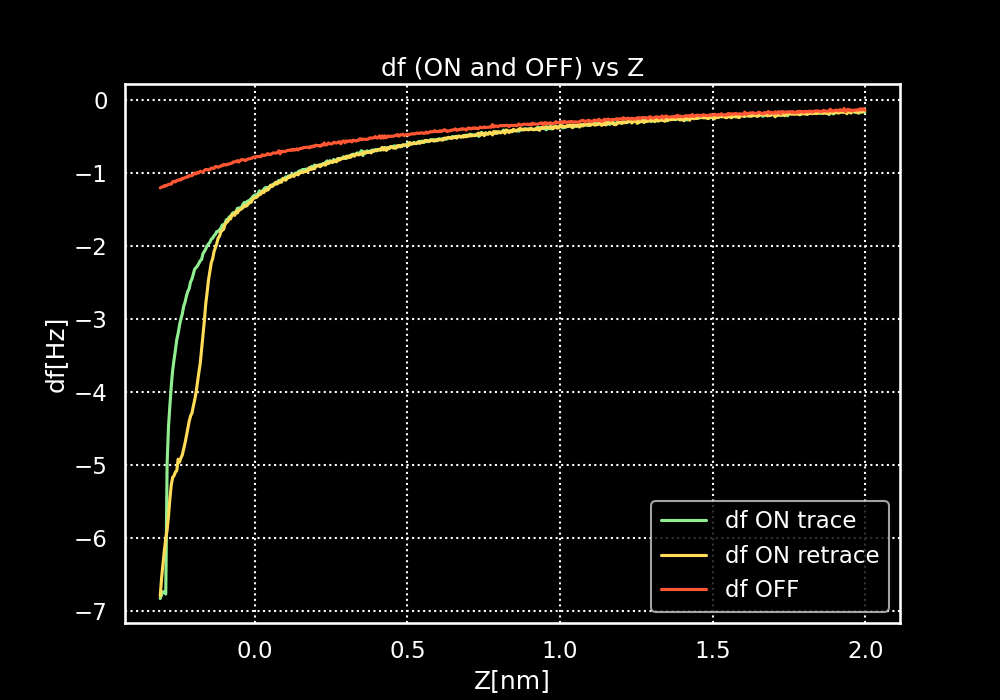 df (ON and OFF) vs Z
0
−1
−2
−3
−4
−5
−6
−7
df[Hz]
df ON trace
df ON retrace
df OFF
0.0 0.5 1.0 1.5 2.0
Z[nm]